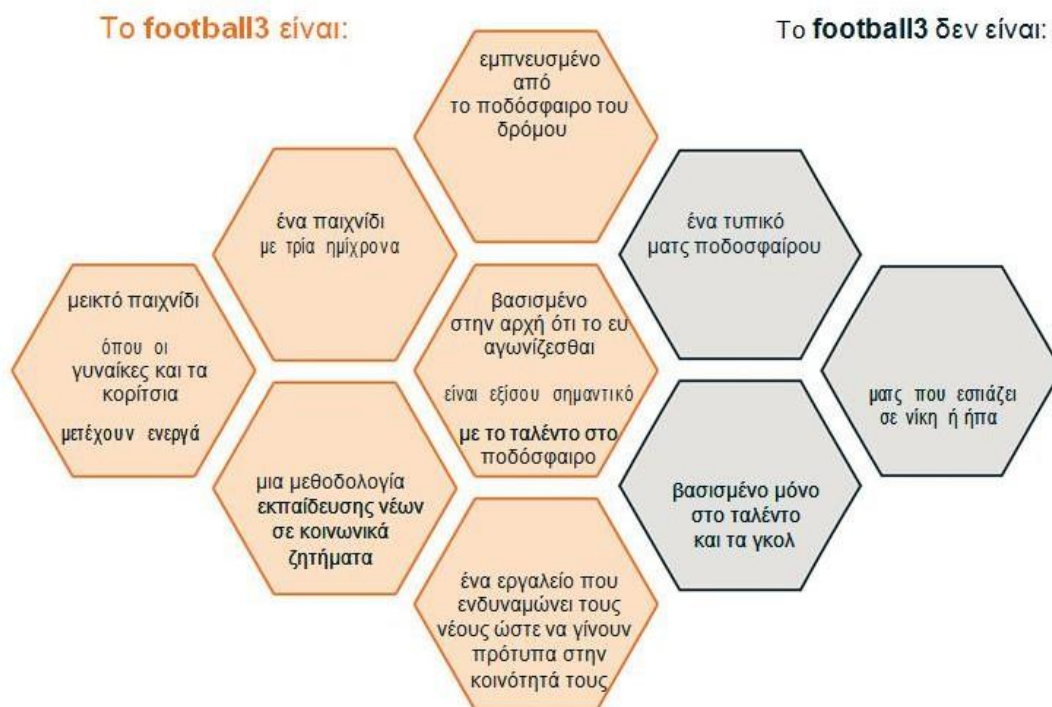 Το football3 είναι:
Το football3 δεν είναι:
εμπνευσμένο
από
το ποδόσφαιρο του
δρόμου
ένα παιχνίδι
με τρία ημίχρονα
ένα τυπικό
ματς ποδοσφαίρου
μεικτό παιχνίδι
όπου οι
γυναίκες και τα
κορίτσια
μετέχουν ενεργά
βασισμένο
στην αρχή ότι το ευ
αγωνίζεσθαι
είναι εξίσου σημαντικό
με το ταλέντο στο
ποδόσφαιρο
ματς που εστιάζει
σε νίκη ή ήπα
μια μεθοδολογία
εκπαίδευσης νέων
σε κοινωνικά
ζητήματα
βασισμένο μόνο
στο ταλέντο
και τα γκολ
ένα εργαλείο που
ενδυναμώνει τους
νέους ώστε να γίνουν
πρότυπα στην
κοινότητά τους